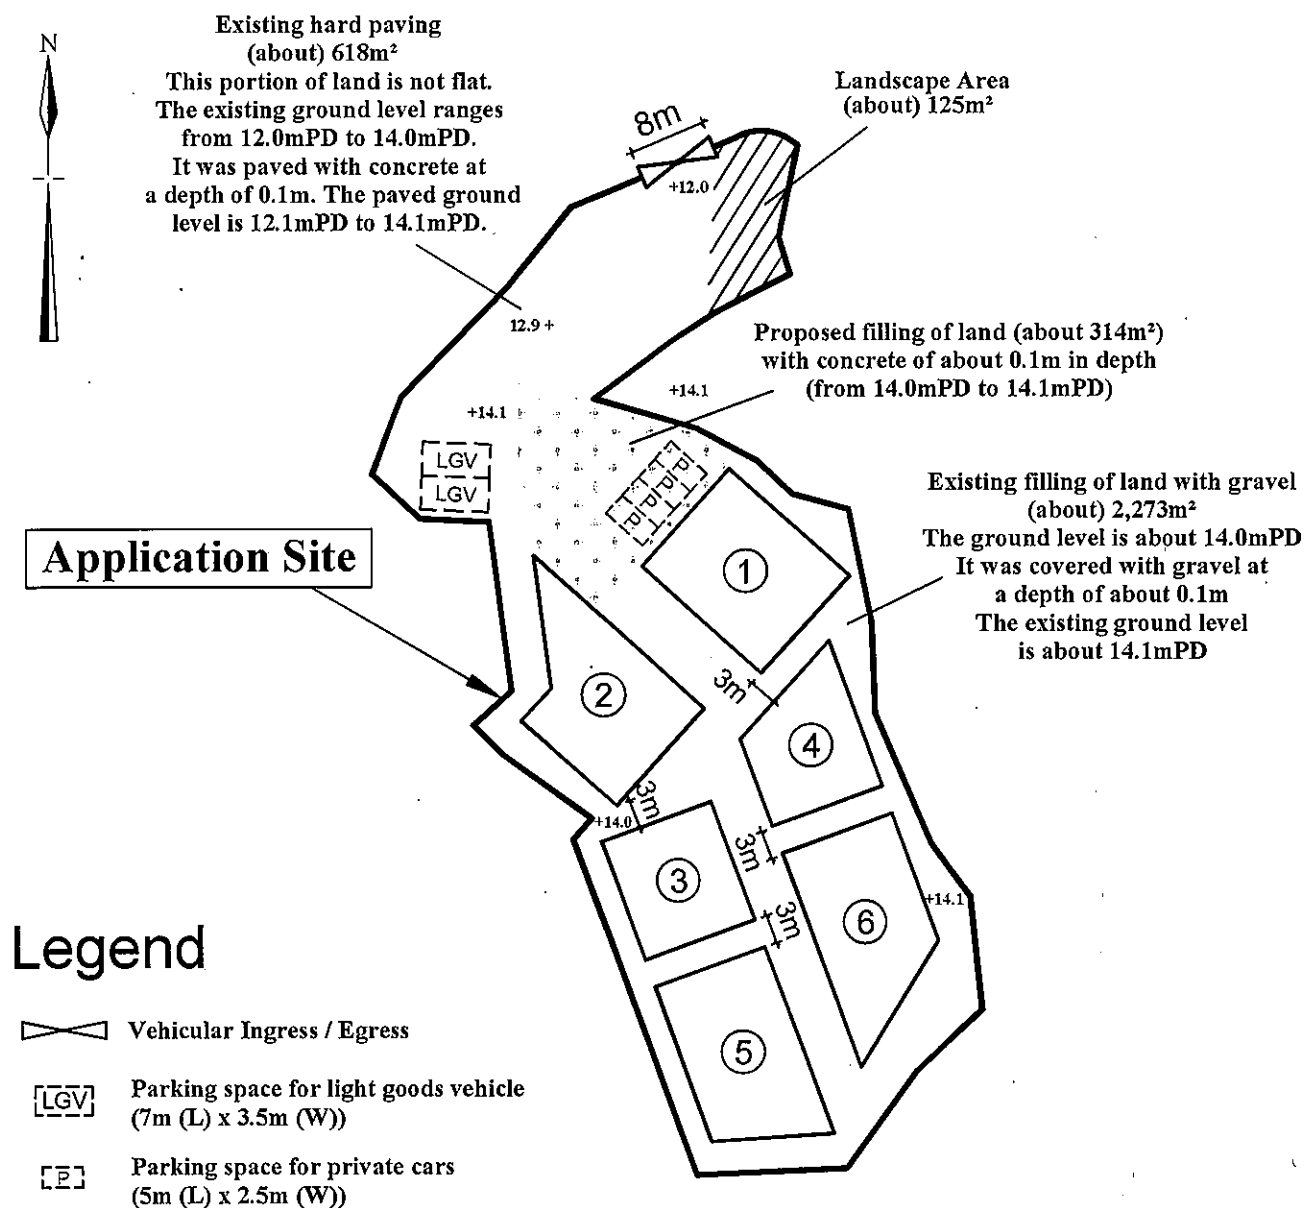 N
Existing hard paving
(about) 618m²
This portion of land is not flat.
The existing ground level ranges
from 12.0mPD to 14.0mPD.
It was paved with concrete at
a depth of 0.1m. The paved ground
level is 12.1mPD to 14.1mPD.
8m
Landscape Area
(about) 125m²
+12.0
12.9 +
Proposed filling of land (about 314m²)
with concrete of about 0.1m in depth
(from 14.0mPD to 14.1mPD)
+14.1
+14.1
LGV
LGV
P
P
P
P
Existing filling of land with gravel
(about) 2,273m²
The ground level is about 14.0mPD
It was covered with gravel at
a depth of about 0.1m
The existing ground level
is about 14.1mPD
Application Site
1
2
3m
4
3m
+14.0
3m
3
3m
6
+14.1
5
Legend
Vehicular Ingress / Egress
LGV
Parking space for light goods vehicle
(7m (L) x 3.5m (W))
P
Parking space for private cars
(5m (L) x 2.5m (W))